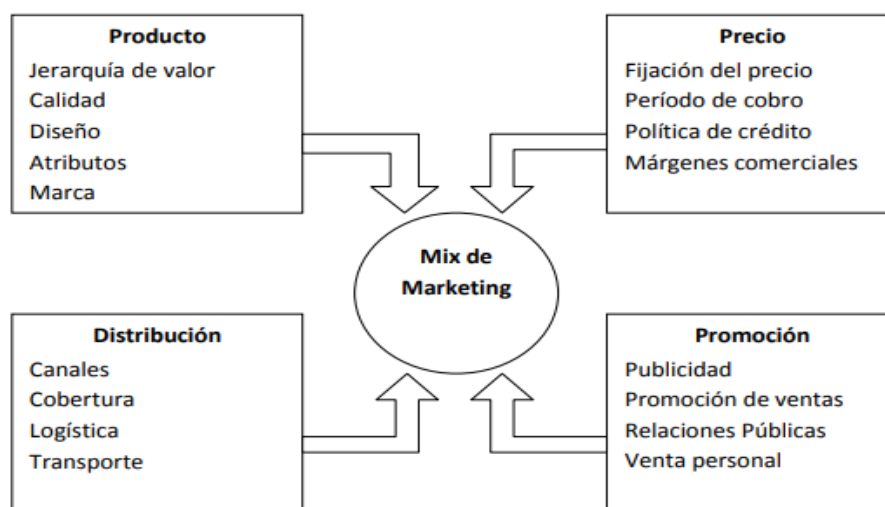 Producto
Jerarquía de valor
Calidad
Diseño
Atributos
Marca
Precio
Fijación del precio
Período de cobro
Política de crédito
Márgenes comerciales
Mix de
Marketing
Distribución
Canales
Cobertura
Logística
Transporte
Promoción
Publicidad
Promoción de ventas
Relaciones Públicas
Venta personal